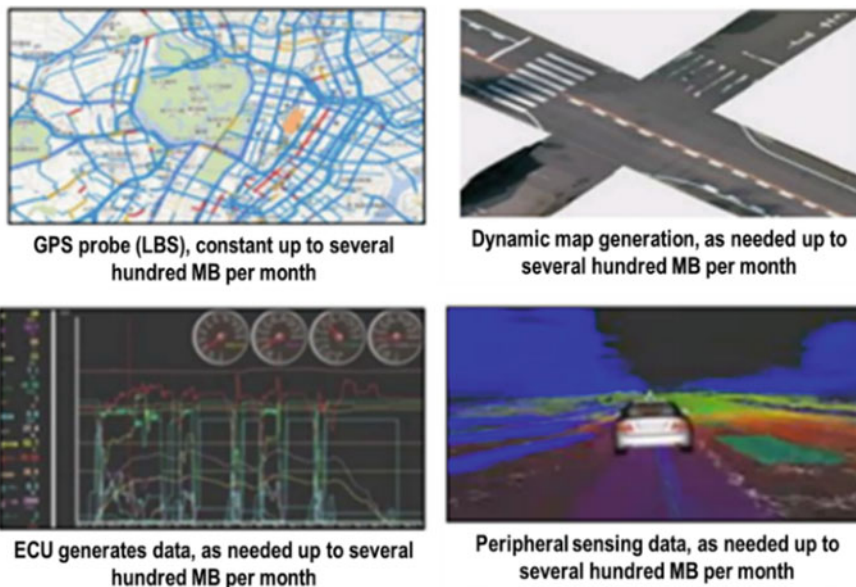 GPS probe (LBS), constant up to several
hundred MB per month
Dynamic map generation, as needed up to
several hundred MB per month
ECU generates data, as needed up to several
hundred MB per month
Peripheral sensing data, as needed up to
several hundred MB per month